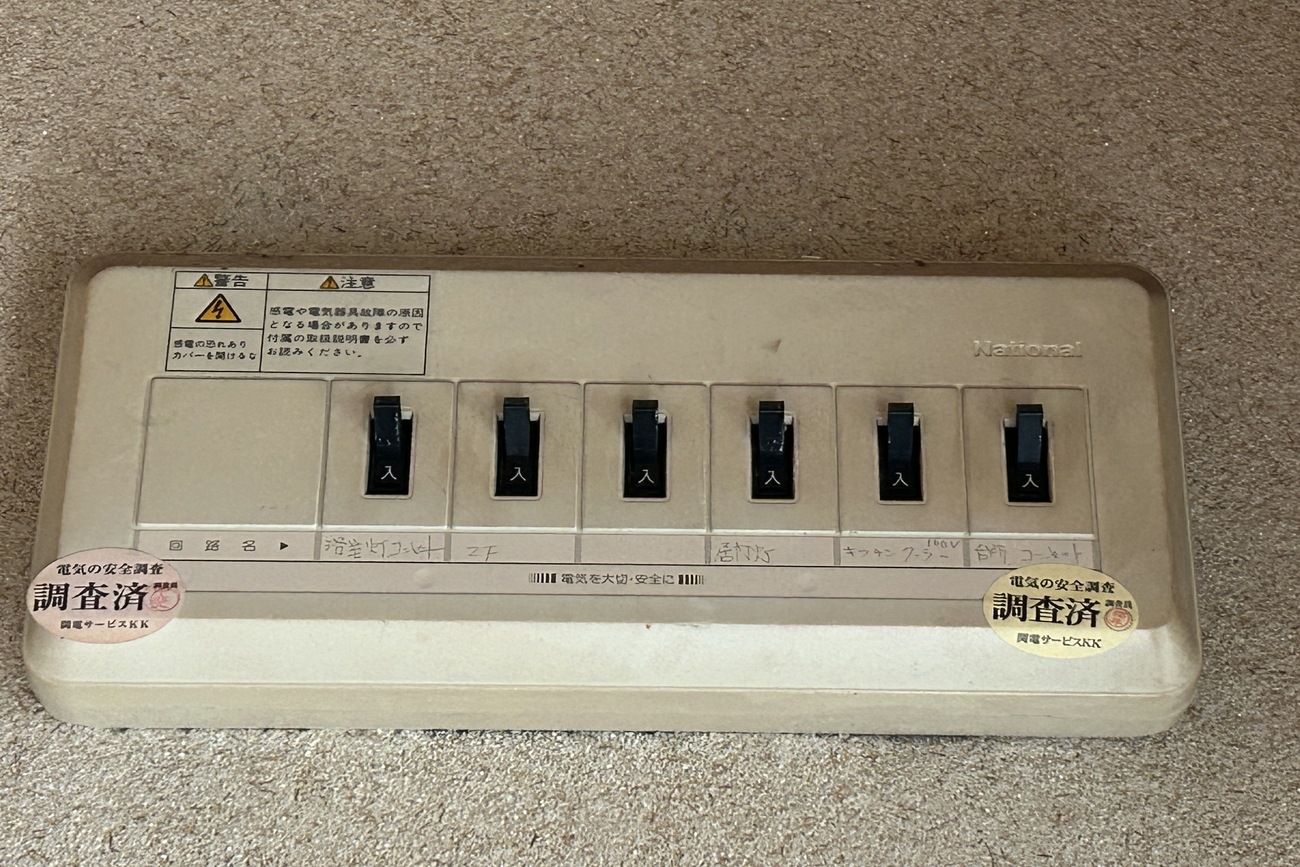 警告
注意
感電の恐れあり
カバーを開けるな
感電や電気器具故障の原因
となる場合がありますので
付属の取扱説明書を必ず
お読みください。
National
入
入
入
入
入
入
回路名▶
浴室灯コンセント
2F
キッチンクーラー
100V
台所 コンセント
電気を大切・安全に
電気の安全調査
調査済
調査員
関電サービスKK
電気の安全調査
調査済
調査員
関電サービスKK